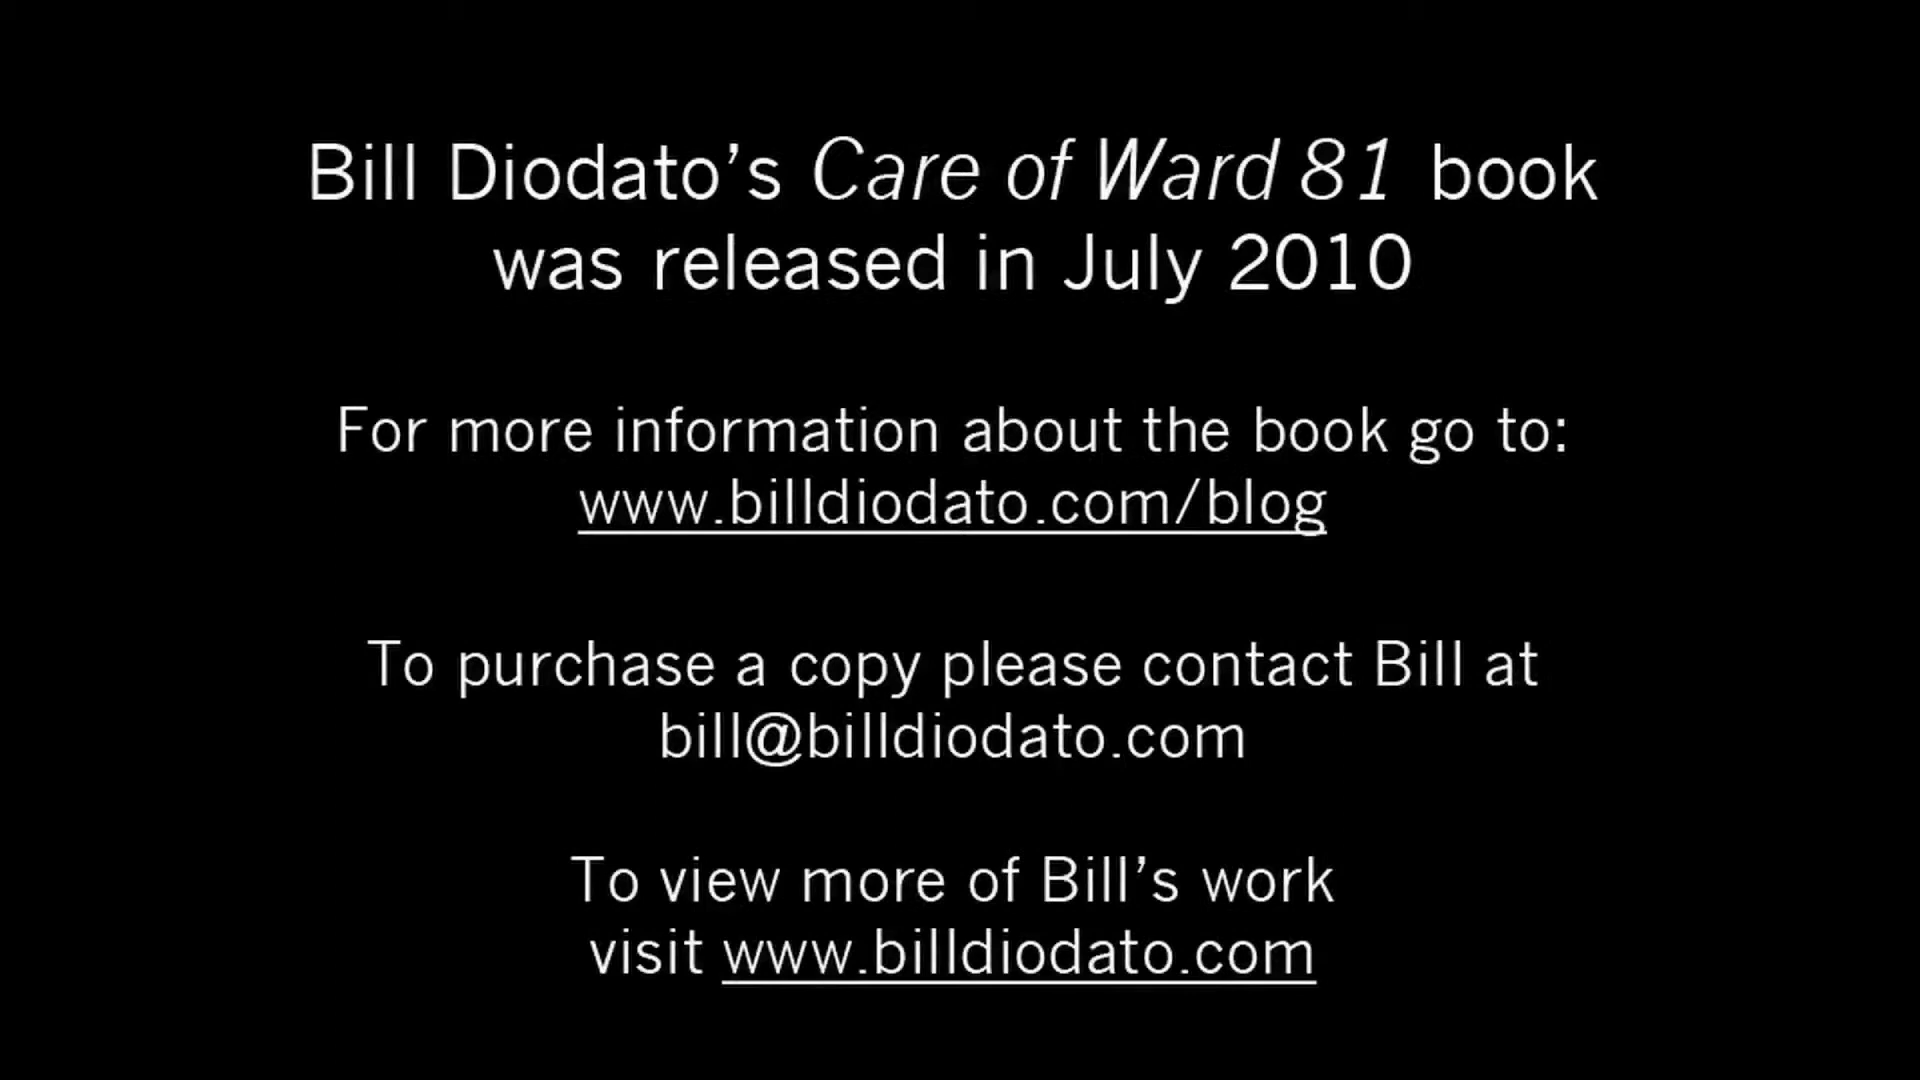 Bill Diodato’s Care of Ward 81 book
was released in July 2010
For more information about the book go to:
www.billdiodato.com/blog
To purchase a copy please contact Bill at
bill@billdiodato.com
To view more of Bill’s work
visit www.billdiodato.com